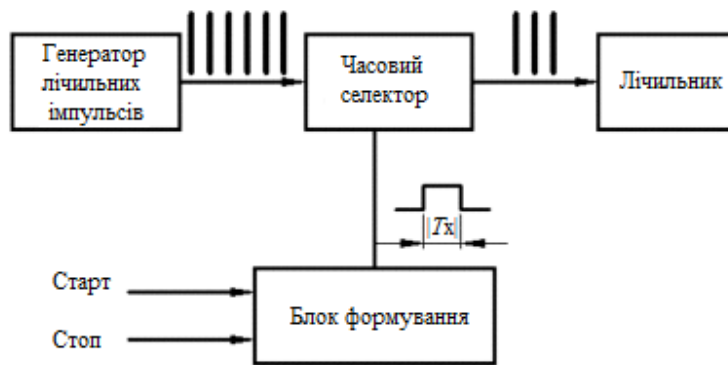 Генератор
лічильних
імпульсів
Часовий
селектор
Лічильник
|Tx|
Старт
Стоп
Блок формування